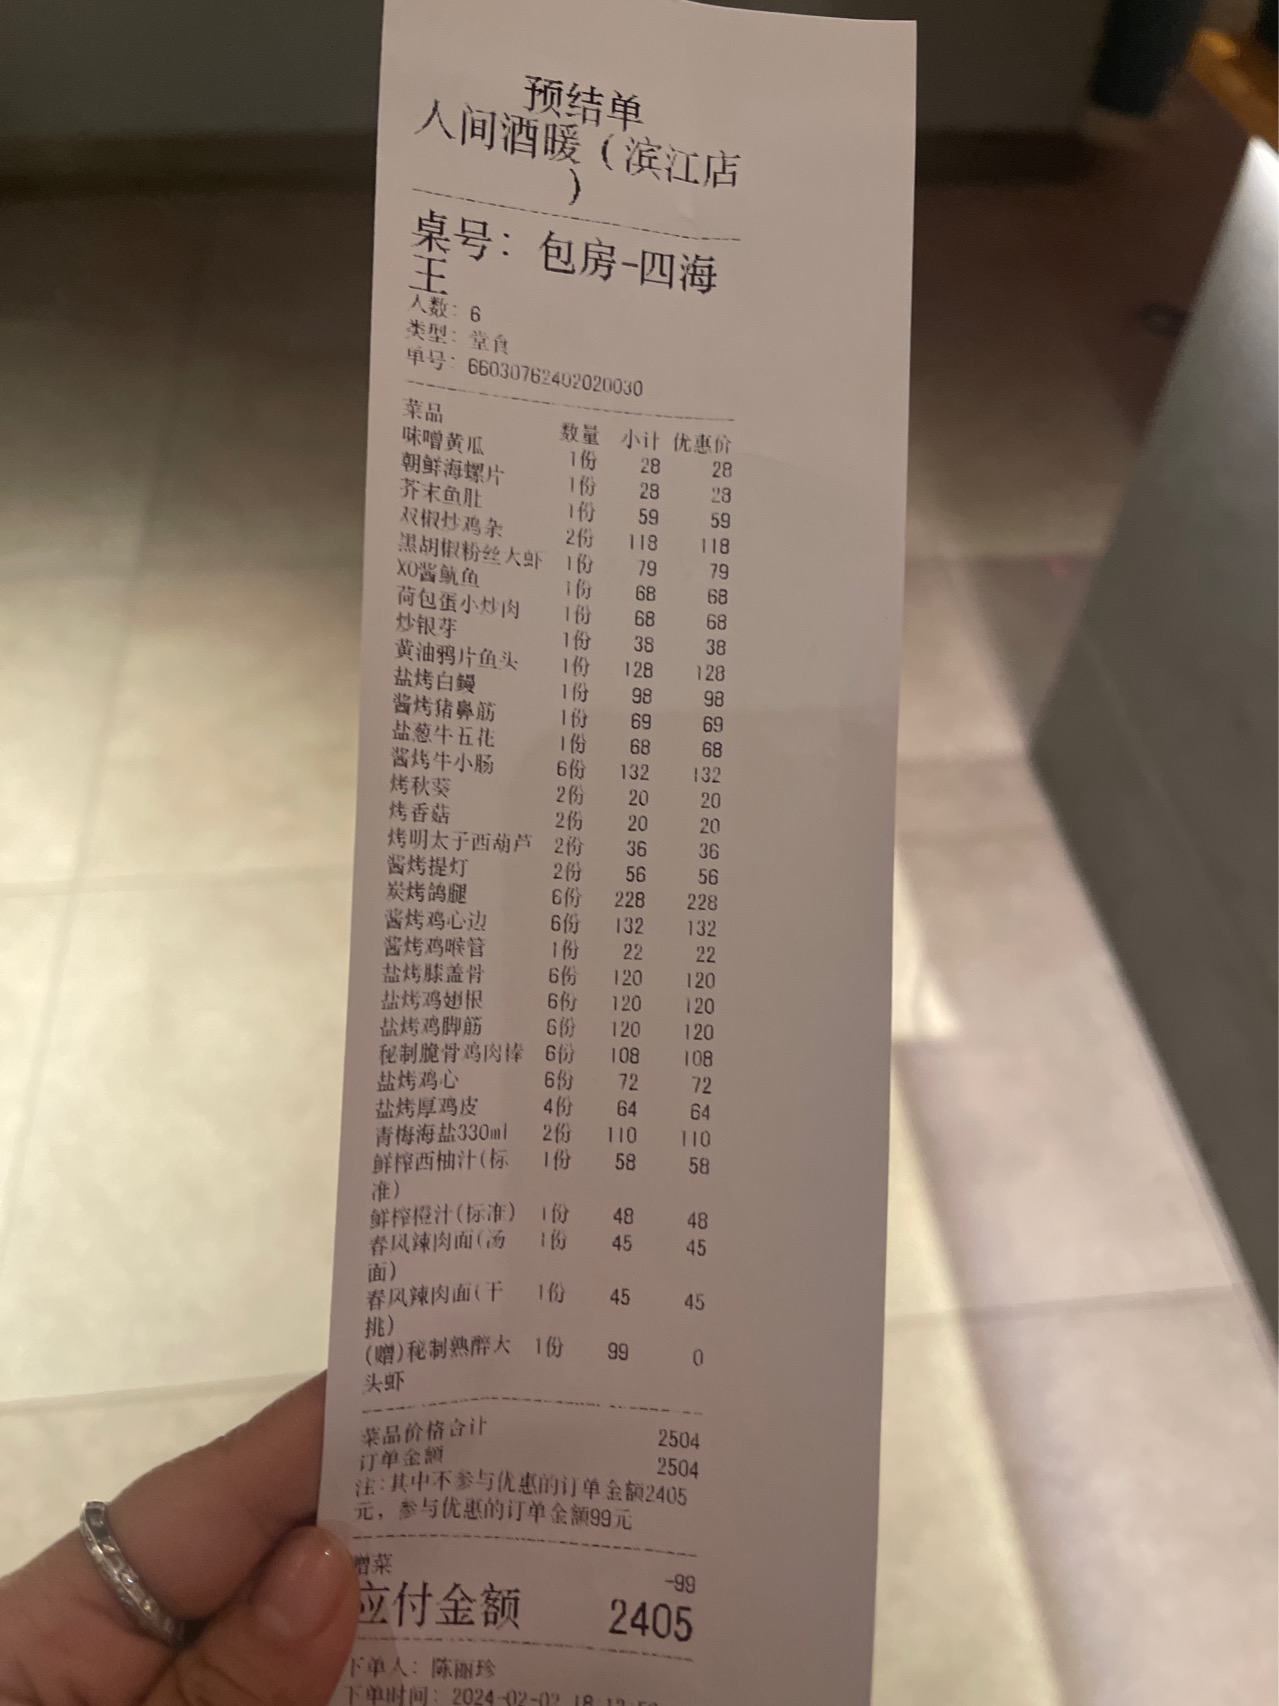 预结单
人间酒暖（滨江店
）
桌号：包房-四海
王
人数：6
类型：堂食
单号：66030762402020030
菜品 数量 小计 优惠价
味噌黄瓜 1份 28 28
朝鲜海螺片 1份 28 28
芥末鱼肚 1份 59 59
双椒炒鸡杂 2份 118 118
黑胡椒粉丝大虾 1份 79 79
XO酱鱿鱼 1份 68 68
荷包蛋小炒肉 1份 68 68
炒银芽 1份 38 38
黄油鸦片鱼头 1份 128 128
盐烤白鳗 1份 98 98
酱烤猪鼻筋 1份 69 69
盐葱牛五花 1份 68 68
酱烤牛小肠 6份 132 132
烤秋葵 2份 20 20
烤香菇 2份 20 20
烤明太子西葫芦 2份 36 36
酱烤提灯 2份 56 56
炭烤鸽腿 6份 228 228
酱烤鸡心边 6份 132 132
酱烤鸡喉管 1份 22 22
盐烤膝盖骨 6份 120 120
盐烤鸡翅根 6份 120 120
盐烤鸡脚筋 6份 120 120
秘制脆骨鸡肉棒 6份 108 108
盐烤鸡心 6份 72 72
盐烤厚鸡皮 4份 64 64
青梅海盐330ml 2份 110 110
鲜榨西柚汁(标 1份 58 58
准)
鲜榨橙汁(标准) 1份 48 48
春风辣肉面(汤 1份 45 45
面)
春风辣肉面(干 1份 45 45
挑)
(赠)秘制熟醉大 1份 99 0
头虾
菜品价格合计 2504
订单金额 2504
注:其中不参与优惠的订单金额2405
元，参与优惠的订单金额99元
赠菜 -99
应付金额 2405
下单人：陈丽珍
下单时间：2024-02-02